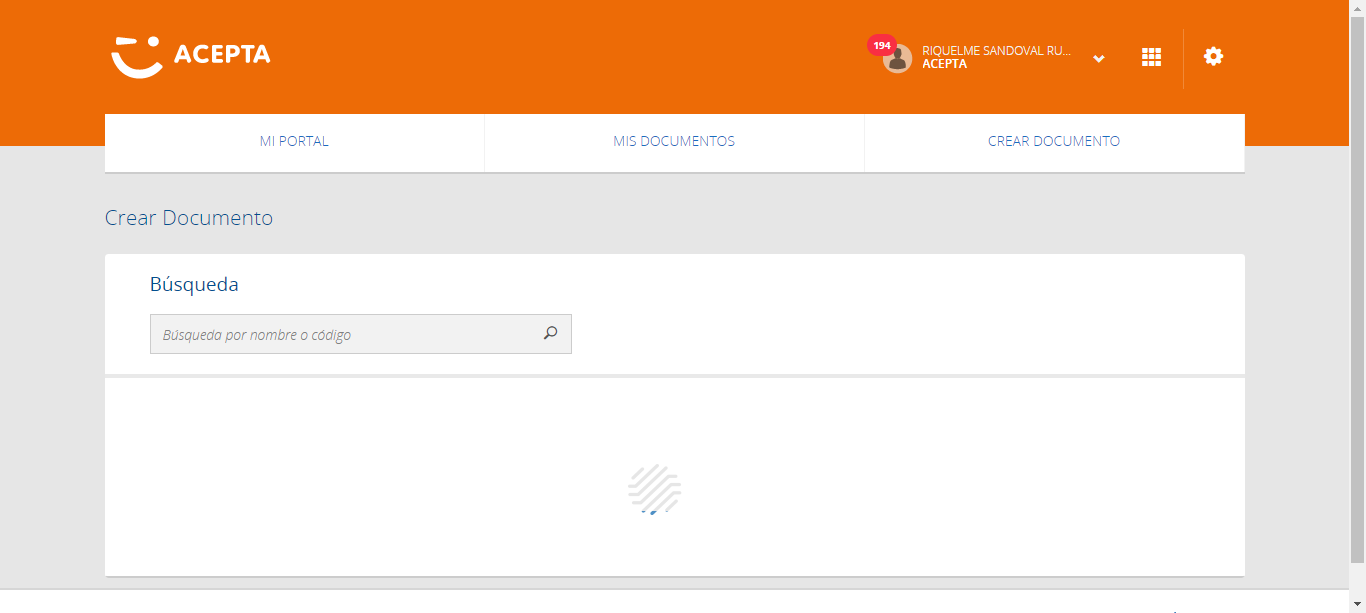 ACEPTA
194
RIQUELME SANDOVAL RU...
ACEPTA
MI PORTAL
MIS DOCUMENTOS
CREAR DOCUMENTO
Crear Documento
Búsqueda
Búsqueda por nombre o código